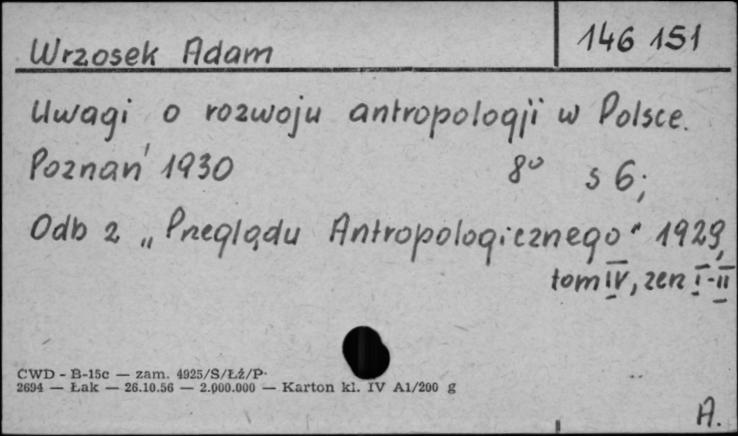 Wrzosek Adam 146 151
Uwagi o rozwoju antropologji w Polsce.
Poznań 1930 8° s 6;
Odb z „Przeglądu Antropologicznego" 1929,
tom IV, zesz I-II
CWD - B-15c — zam. 4925/S/Łź/P·
2694 — Łak — 26.10.56 — 2.000.000 — Karton kl. IV A1/200 g
A.